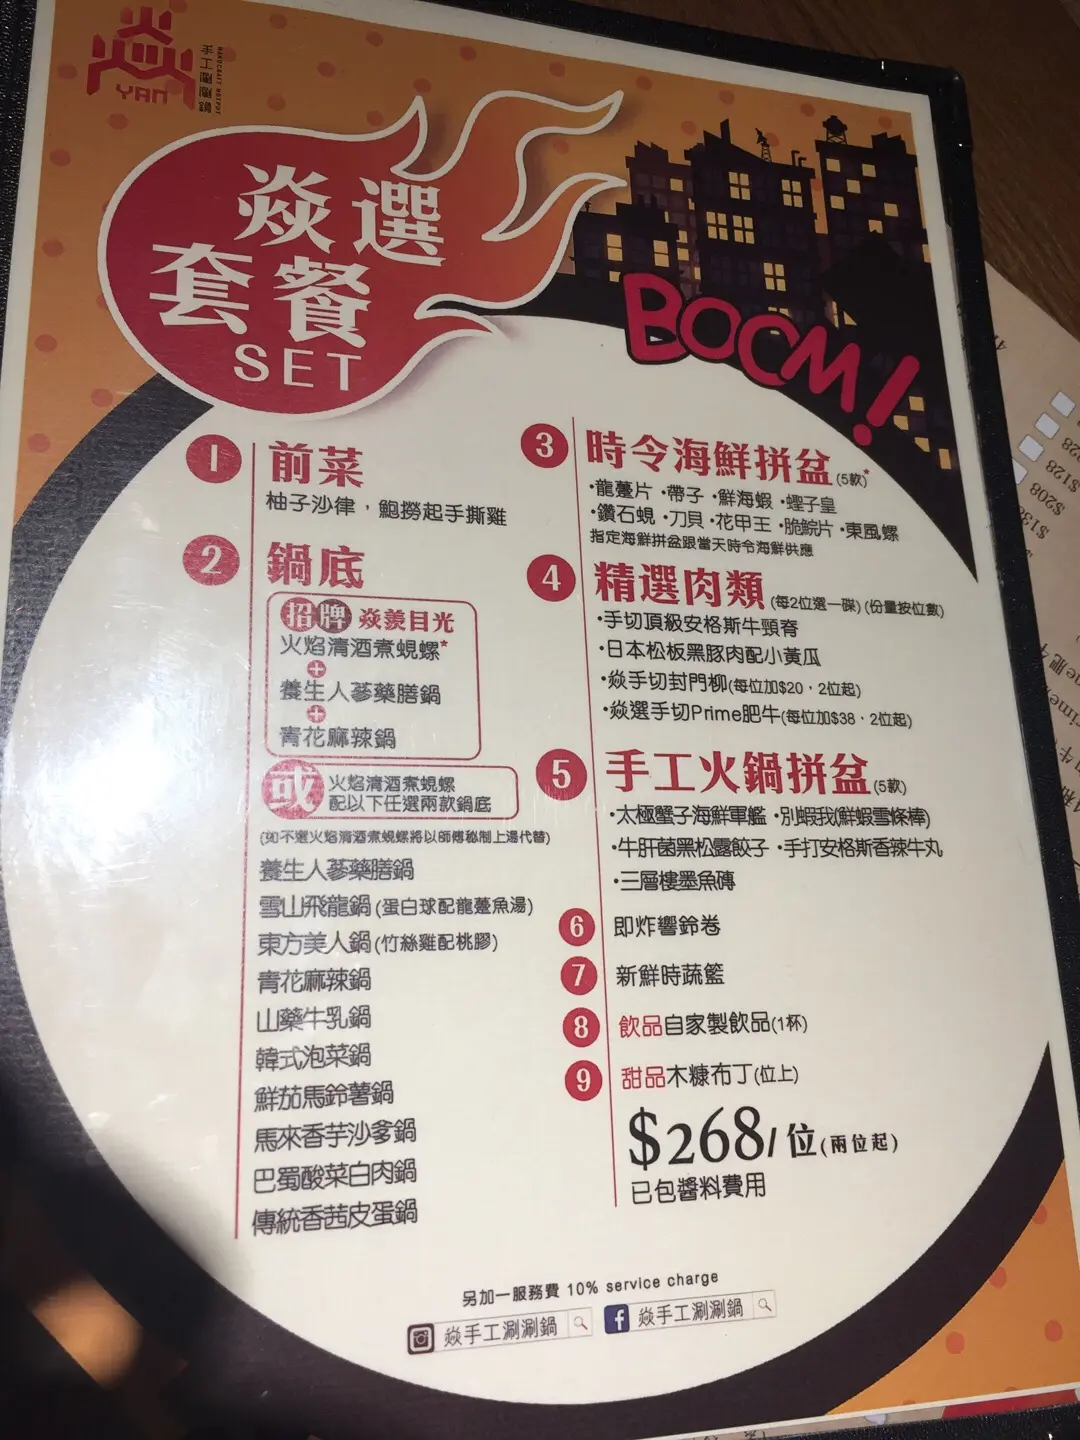 YAN
手工涮涮鍋
HANDCRAFT HOTPOT
焱選
套餐
SET
BOOM!
1 前菜
柚子沙律，鮑撈起手撕雞
2 鍋底
招牌 焱羨目光
火焰清酒煮蜆螺*
+
養生人蔘藥膳鍋
+
青花麻辣鍋
或 火焰清酒煮蜆螺
配以下任選兩款鍋底
(如不選火焰清酒煮蜆螺將以師傅秘制上湯代替)
養生人蔘藥膳鍋
雪山飛龍鍋(蛋白球配龍躉魚湯)
東方美人鍋(竹絲雞配桃膠)
青花麻辣鍋
山藥牛乳鍋
韓式泡菜鍋
鮮茄馬鈴薯鍋
馬來香芋沙爹鍋
巴蜀酸菜白肉鍋
傳統香茜皮蛋鍋
3 時令海鮮拼盆(5款)*
·龍躉片 ·帶子 ·鮮海蝦 ·蟶子皇
·鑽石蜆 ·刀貝 ·花甲王 ·脆鯇片 ·東風螺
指定海鮮拼盆跟當天時令海鮮供應
4 精選肉類(每2位選一碟)(份量按位數)
·手切頂級安格斯牛頸脊
·日本松板黑豚肉配小黃瓜
·焱手切封門柳(每位加$20，2位起)
·焱選手切Prime肥牛(每位加$38，2位起)
5 手工火鍋拼盆(5款)
·太極蟹子海鮮軍艦 ·別蝦我(鮮蝦雪條棒)
·牛肝菌黑松露餃子 ·手打安格斯香辣牛丸
·三層樓墨魚磚
6 即炸響鈴卷
7 新鮮時蔬籃
8 飲品自家製飲品(1杯)
9 甜品木糠布丁(位上)
$268/位(兩位起)
已包醬料費用
另加一服務費 10% service charge
焱手工涮涮鍋
焱手工涮涮鍋
228
$128
$208